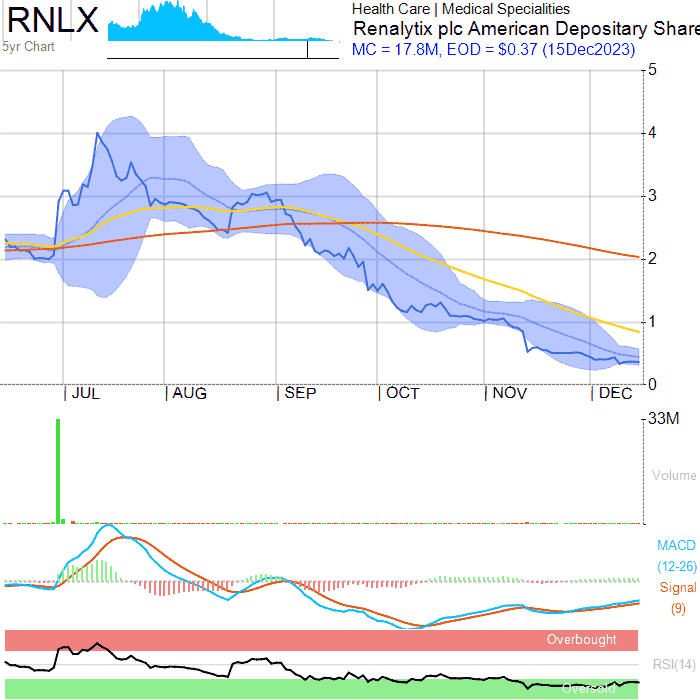 RNLX
5yr Chart
Health Care | Medical Specialities
Renalytix plc American Depositary Share
MC = 17.8M, EOD = $0.37 (15Dec2023)
5
4
3
2
1
0
JUL
AUG
SEP
OCT
NOV
DEC
33M
Volume
MACD
(12-26)
Signal
(9)
Overbought
RSI(14)
Oversold